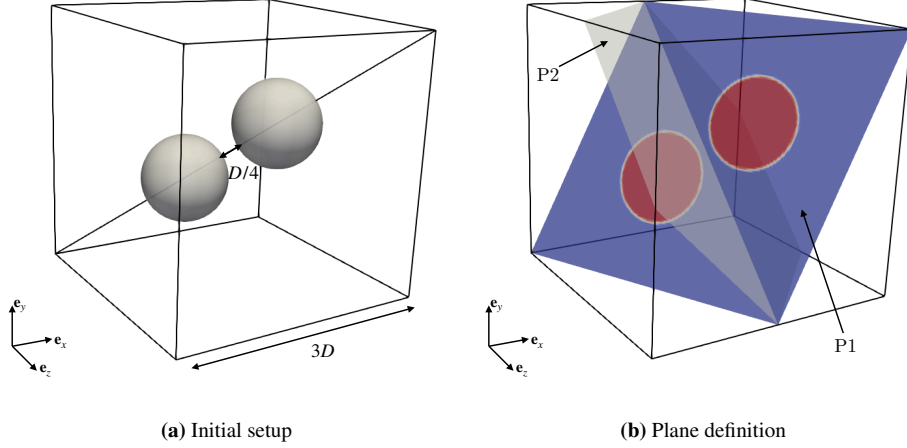 P2
D/4
P1
e_y
e_x
e_z
3D
e_y
e_x
e_z
(a) Initial setup
(b) Plane definition